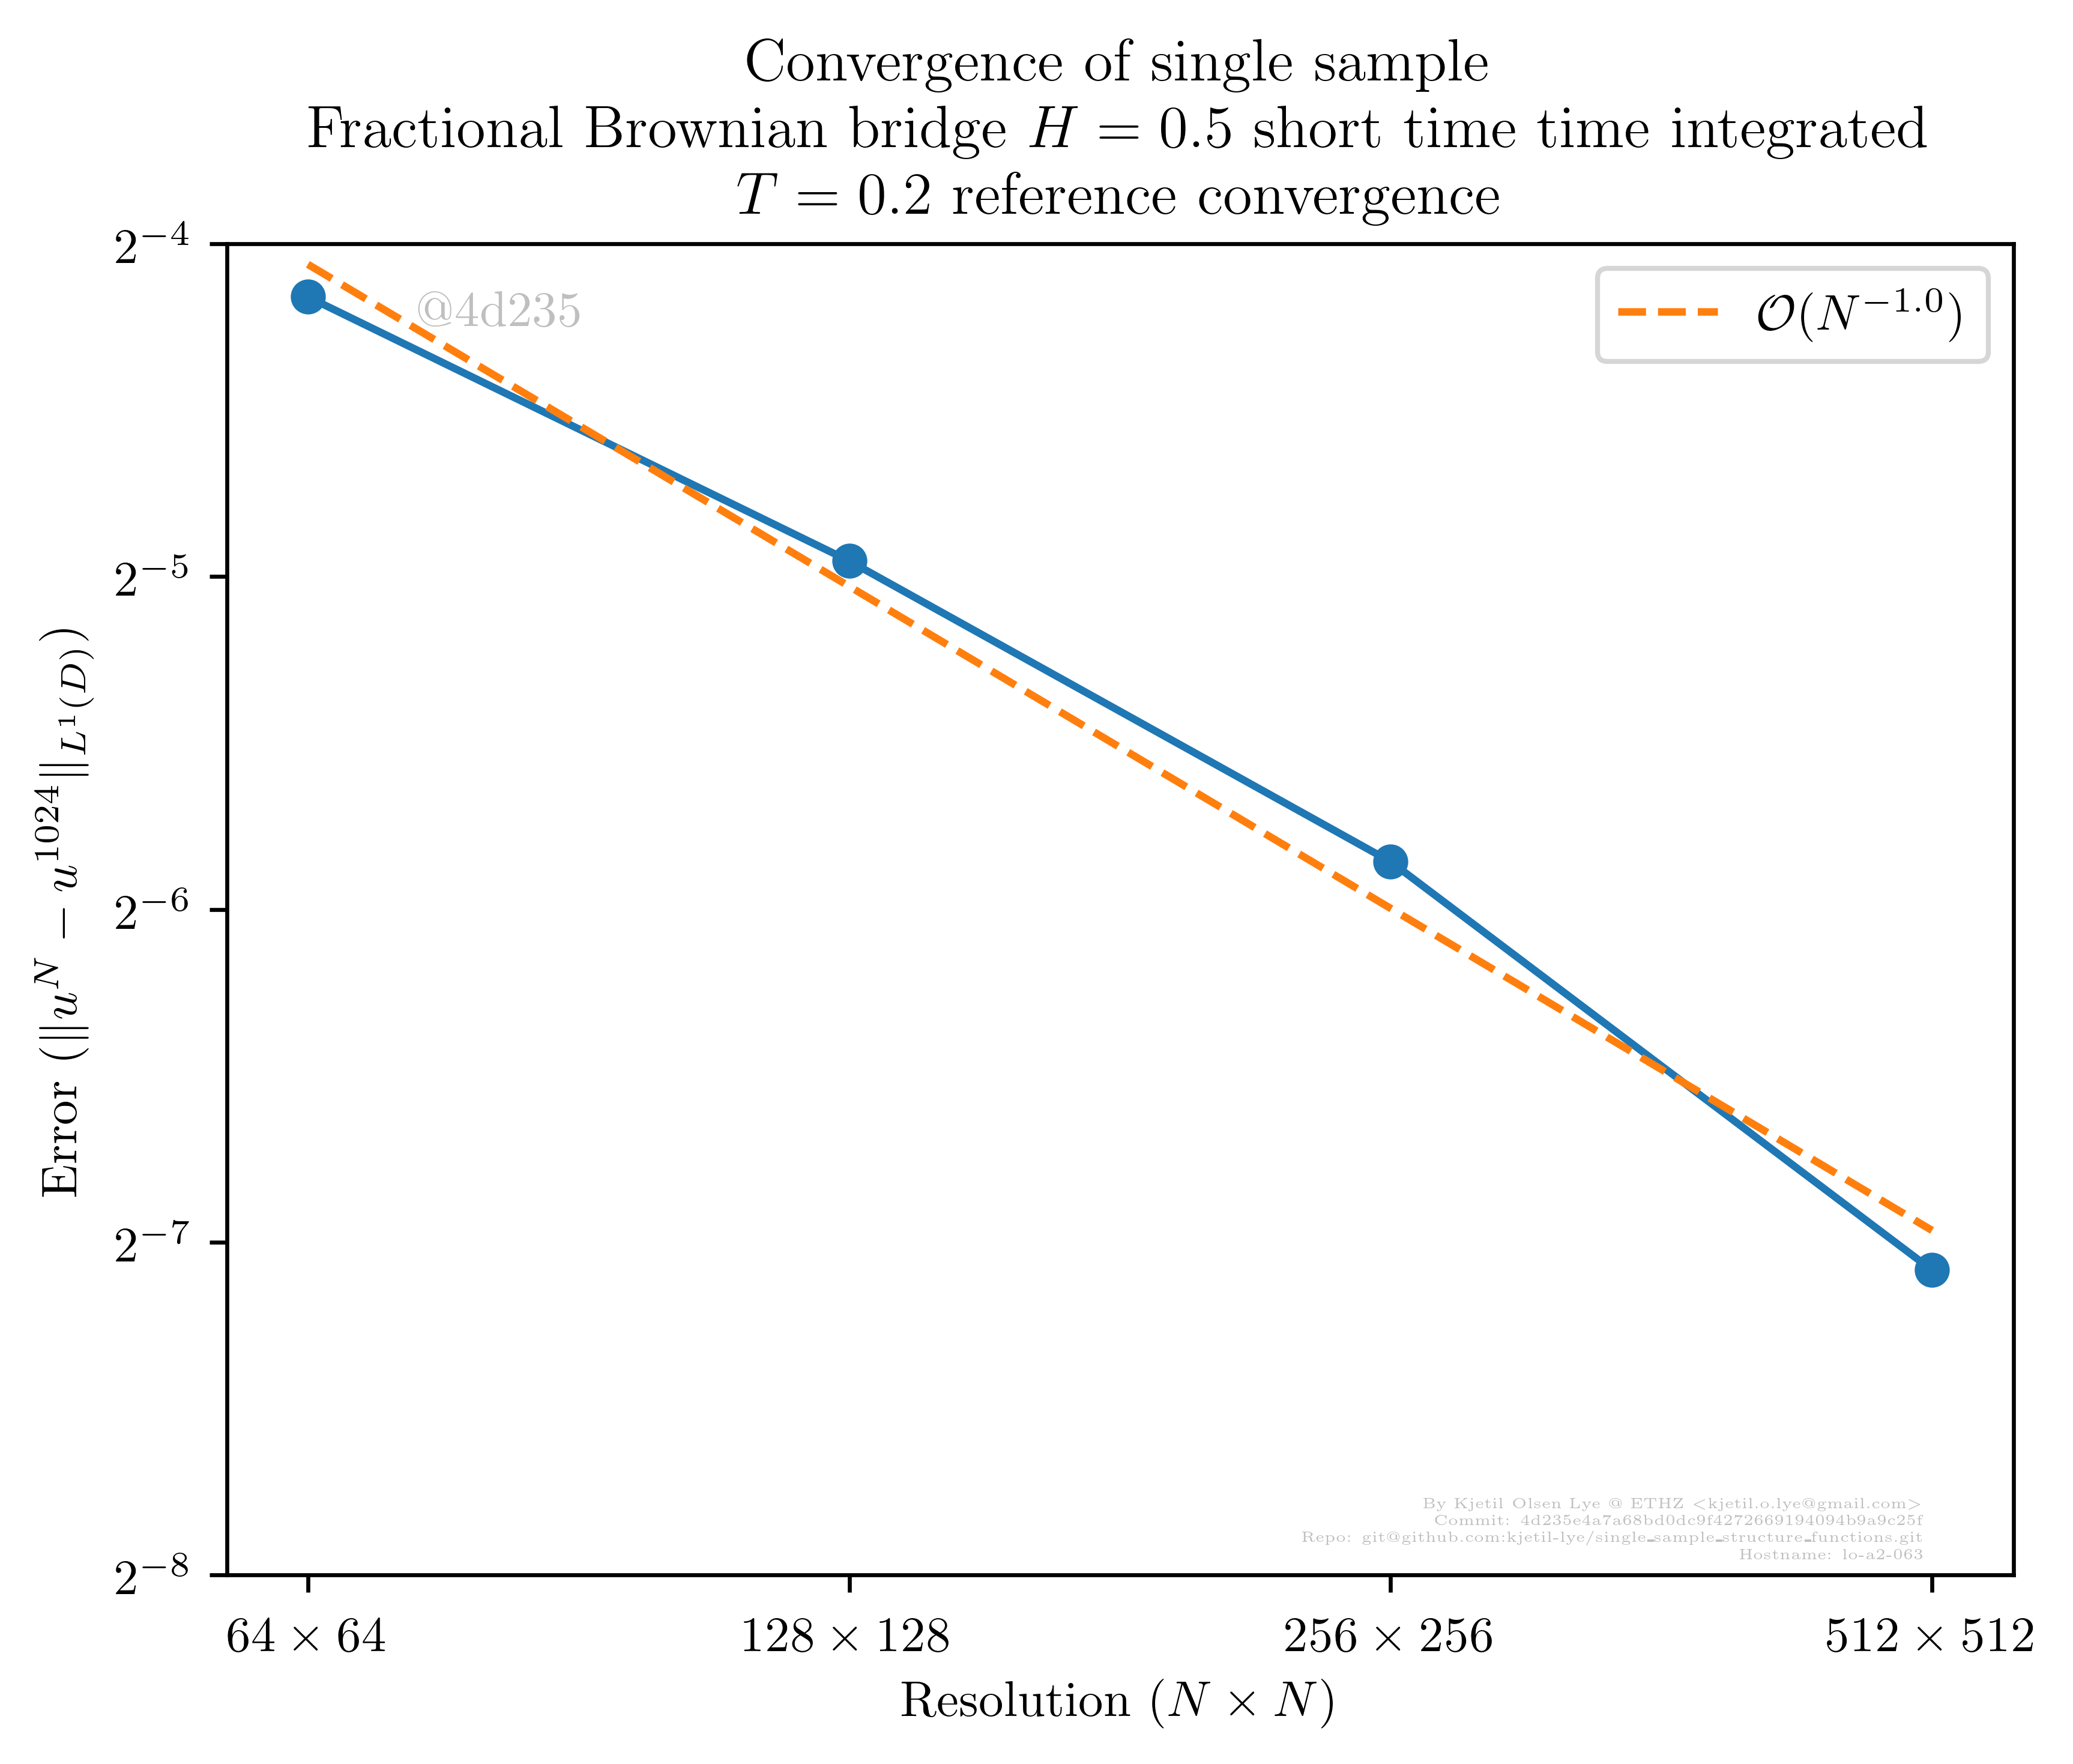 Convergence of single sample
Fractional Brownian bridge H = 0.5 short time time integrated
T = 0.2 reference convergence
2⁻⁴
@4d235
O(N⁻¹·⁰)
2⁻⁵
2⁻⁶
2⁻⁷
2⁻⁸
Error (||u^N − u^1024||_L¹(D))
By Kjetil Olsen Lye @ ETHZ <kjetil.o.lye@gmail.com>
Commit: 4d235e4a7a68bd0dc9f4272669194094b9a9c25f
Repo: git@github.com:kjetil-lye/single_sample_structure_functions.git
Hostname: lo-a2-063
64 × 64 128 × 128 256 × 256 512 × 512
Resolution (N × N)